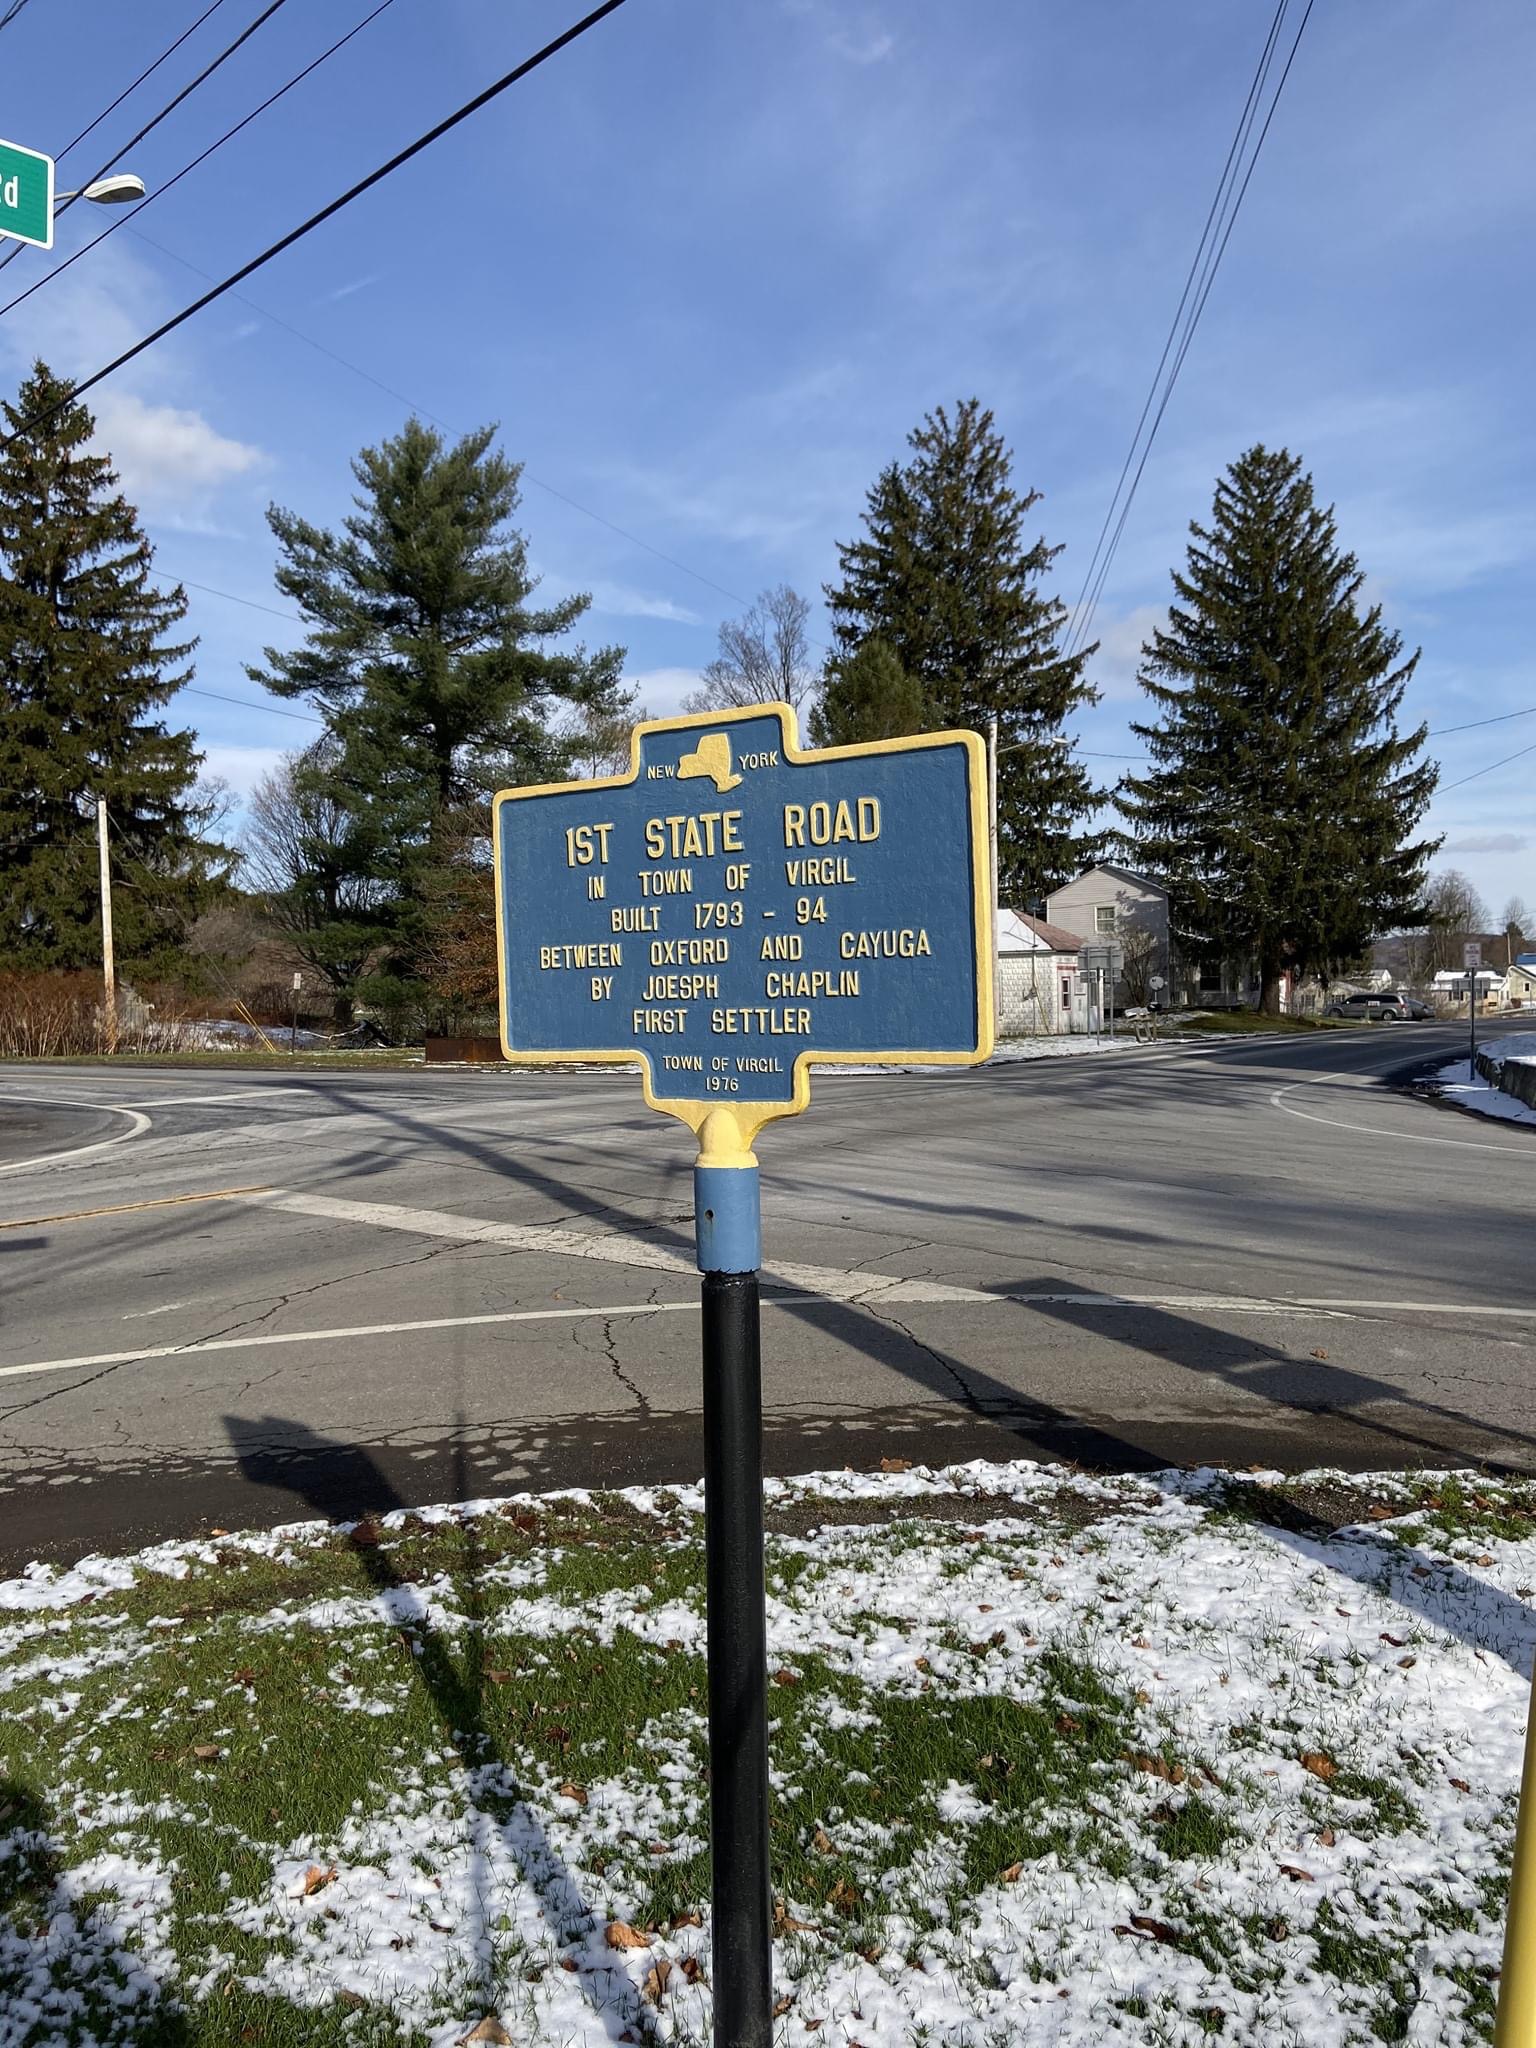 Rd
NEW YORK
1ST STATE ROAD
IN TOWN OF VIRGIL
BUILT 1793 - 94
BETWEEN OXFORD AND CAYUGA
BY JOESPH CHAPLIN
FIRST SETTLER
TOWN OF VIRGIL
1976